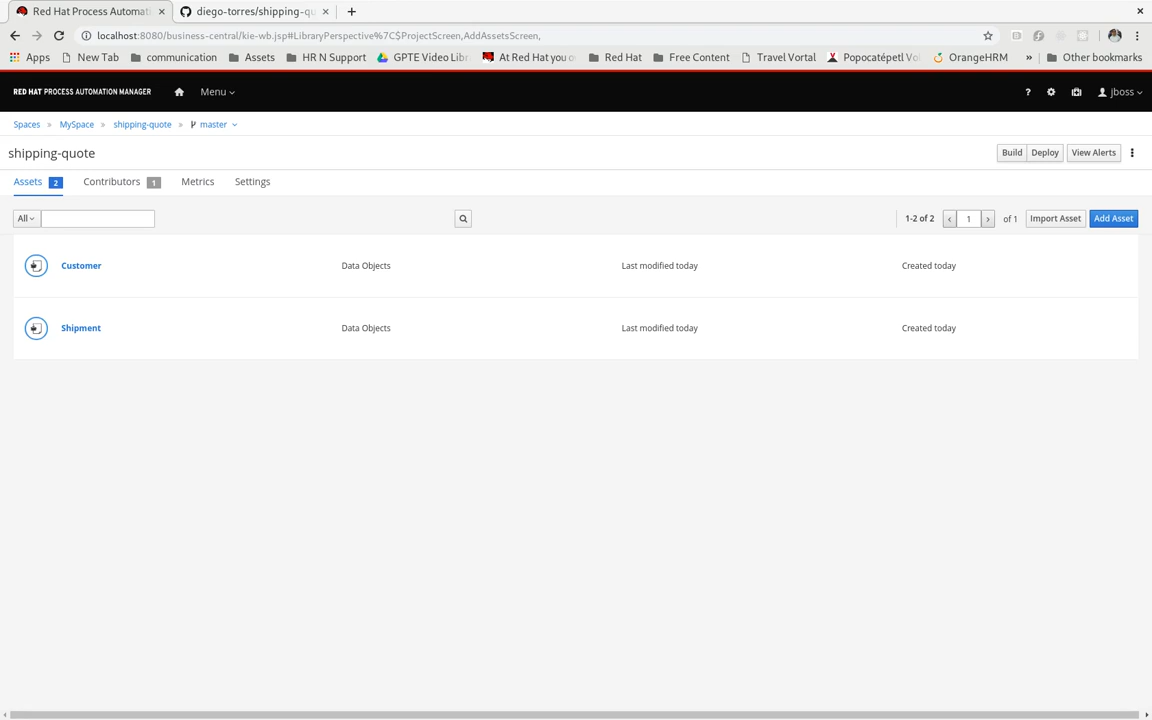 Red Hat Process Automati
diego-torres/shipping-qu
localhost:8080/business-central/kie-wb.jsp#LibraryPerspective%7C$ProjectScreen,AddAssetsScreen,
Apps New Tab communication Assets HR N Support GPTE Video Libr At Red Hat you o Red Hat Free Content Travel Vortal Popocatépetl Vol OrangeHRM » Other bookmarks
RED HAT PROCESS AUTOMATION MANAGER Menu ? jboss
Spaces » MySpace » shipping-quote » master
shipping-quote Build Deploy View Alerts
Assets 2 Contributors 1 Metrics Settings
All 1-2 of 2 < 1 > of 1 Import Asset Add Asset
Customer Data Objects Last modified today Created today
Shipment Data Objects Last modified today Created today